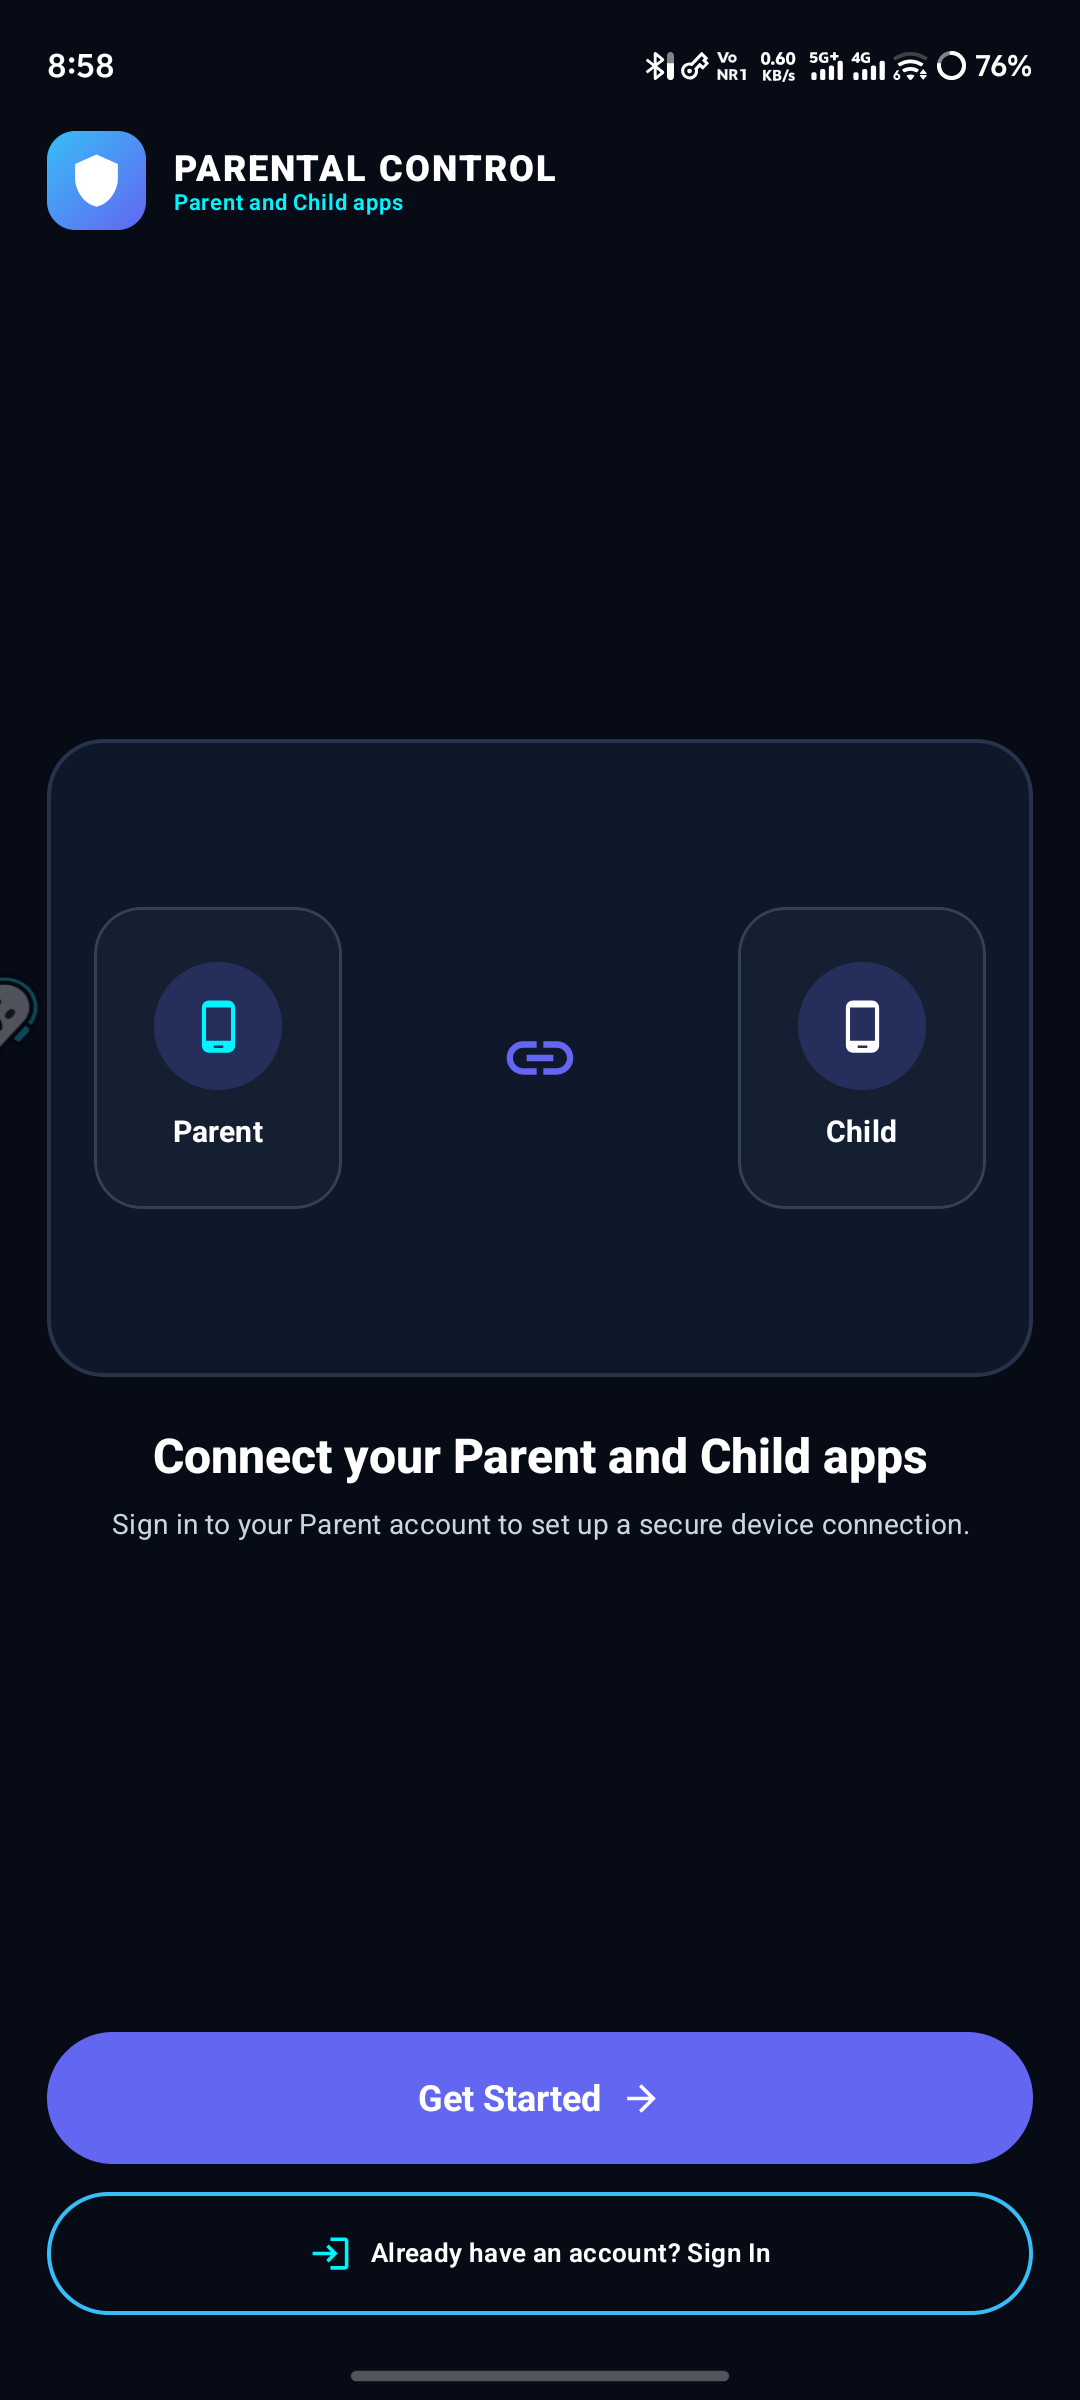 8:58
Vo NR1 0.60 KB/s 5G+ 4G 6 76%
PARENTAL CONTROL
Parent and Child apps
Parent
Child
Connect your Parent and Child apps
Sign in to your Parent account to set up a secure device connection.
Get Started
Already have an account? Sign In